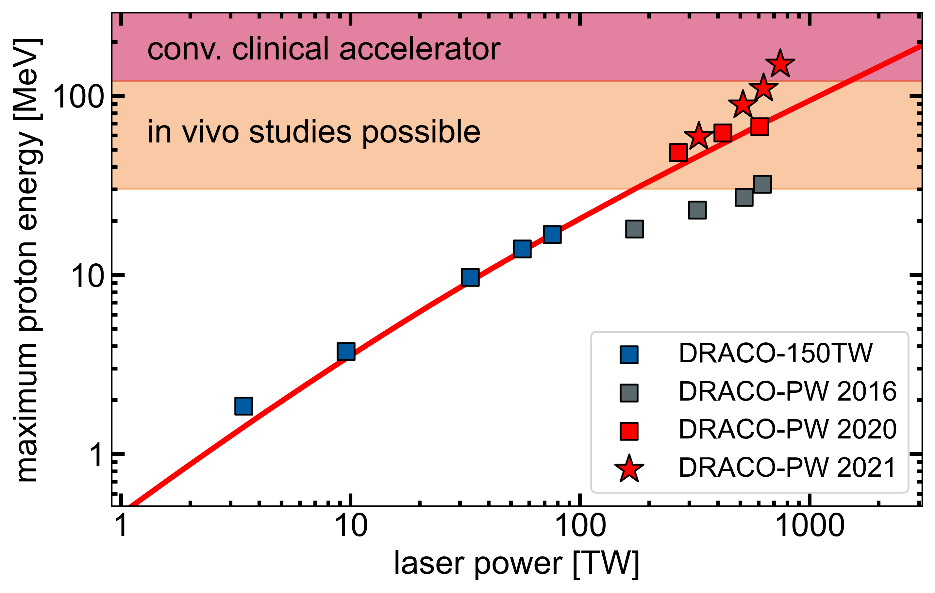 conv. clinical accelerator
in vivo studies possible
maximum proton energy [MeV]
100
10
1
DRACO-150TW
DRACO-PW 2016
DRACO-PW 2020
DRACO-PW 2021
1 10 100 1000
laser power [TW]